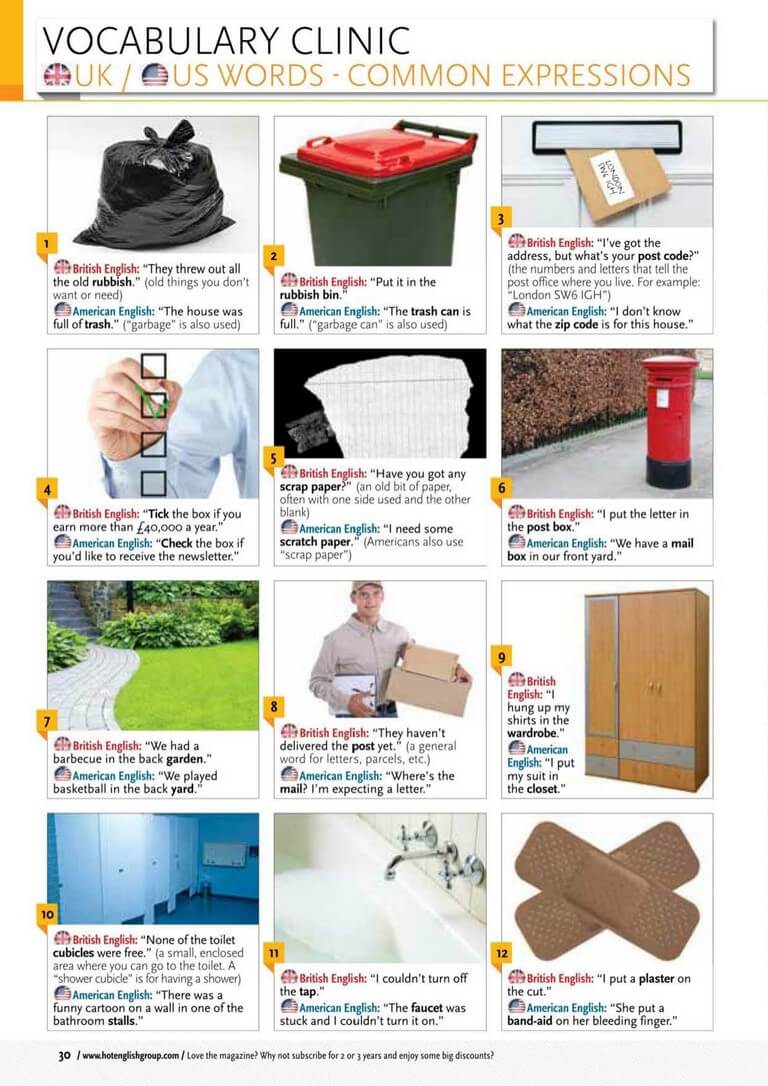 VOCABULARY CLINIC
UK / US WORDS - COMMON EXPRESSIONS
1
British English: “They threw out all
the old rubbish.” (old things you don’t
want or need)
American English: “The house was
full of trash.” (“garbage” is also used)
2
British English: “Put it in the
rubbish bin.”
American English: “The trash can is
full.” (“garbage can” is also used)
LONDON
SW6 1GH
3
British English: “I’ve got the
address, but what’s your post code?”
(the numbers and letters that tell the
post office where you live. For example:
“London SW6 IGH”)
American English: “I don’t know
what the zip code is for this house.”
4
British English: “Tick the box if you
earn more than £40,000 a year.”
American English: “Check the box if
you’d like to receive the newsletter.”
5
British English: “Have you got any
scrap paper?” (an old bit of paper,
often with one side used and the other
blank)
American English: “I need some
scratch paper.” (Americans also use
“scrap paper”)
6
British English: “I put the letter in
the post box.”
American English: “We have a mail
box in our front yard.”
7
British English: “We had a
barbecue in the back garden.”
American English: “We played
basketball in the back yard.”
8
British English: “They haven’t
delivered the post yet.” (a general
word for letters, parcels, etc.)
American English: “Where’s the
mail? I’m expecting a letter.”
9
British
English: “I
hung up my
shirts in the
wardrobe.”
American
English: “I put
my suit in
the closet.”
10
British English: “None of the toilet
cubicles were free.” (a small, enclosed
area where you can go to the toilet. A
“shower cubicle” is for having a shower)
American English: “There was a
funny cartoon on a wall in one of the
bathroom stalls.”
11
British English: “I couldn’t turn off
the tap.”
American English: “The faucet was
stuck and I couldn’t turn it on.”
12
British English: “I put a plaster on
the cut.”
American English: “She put a
band-aid on her bleeding finger.”
30 / www.hotenglishgroup.com / Love the magazine? Why not subscribe for 2 or 3 years and enjoy some big discounts?